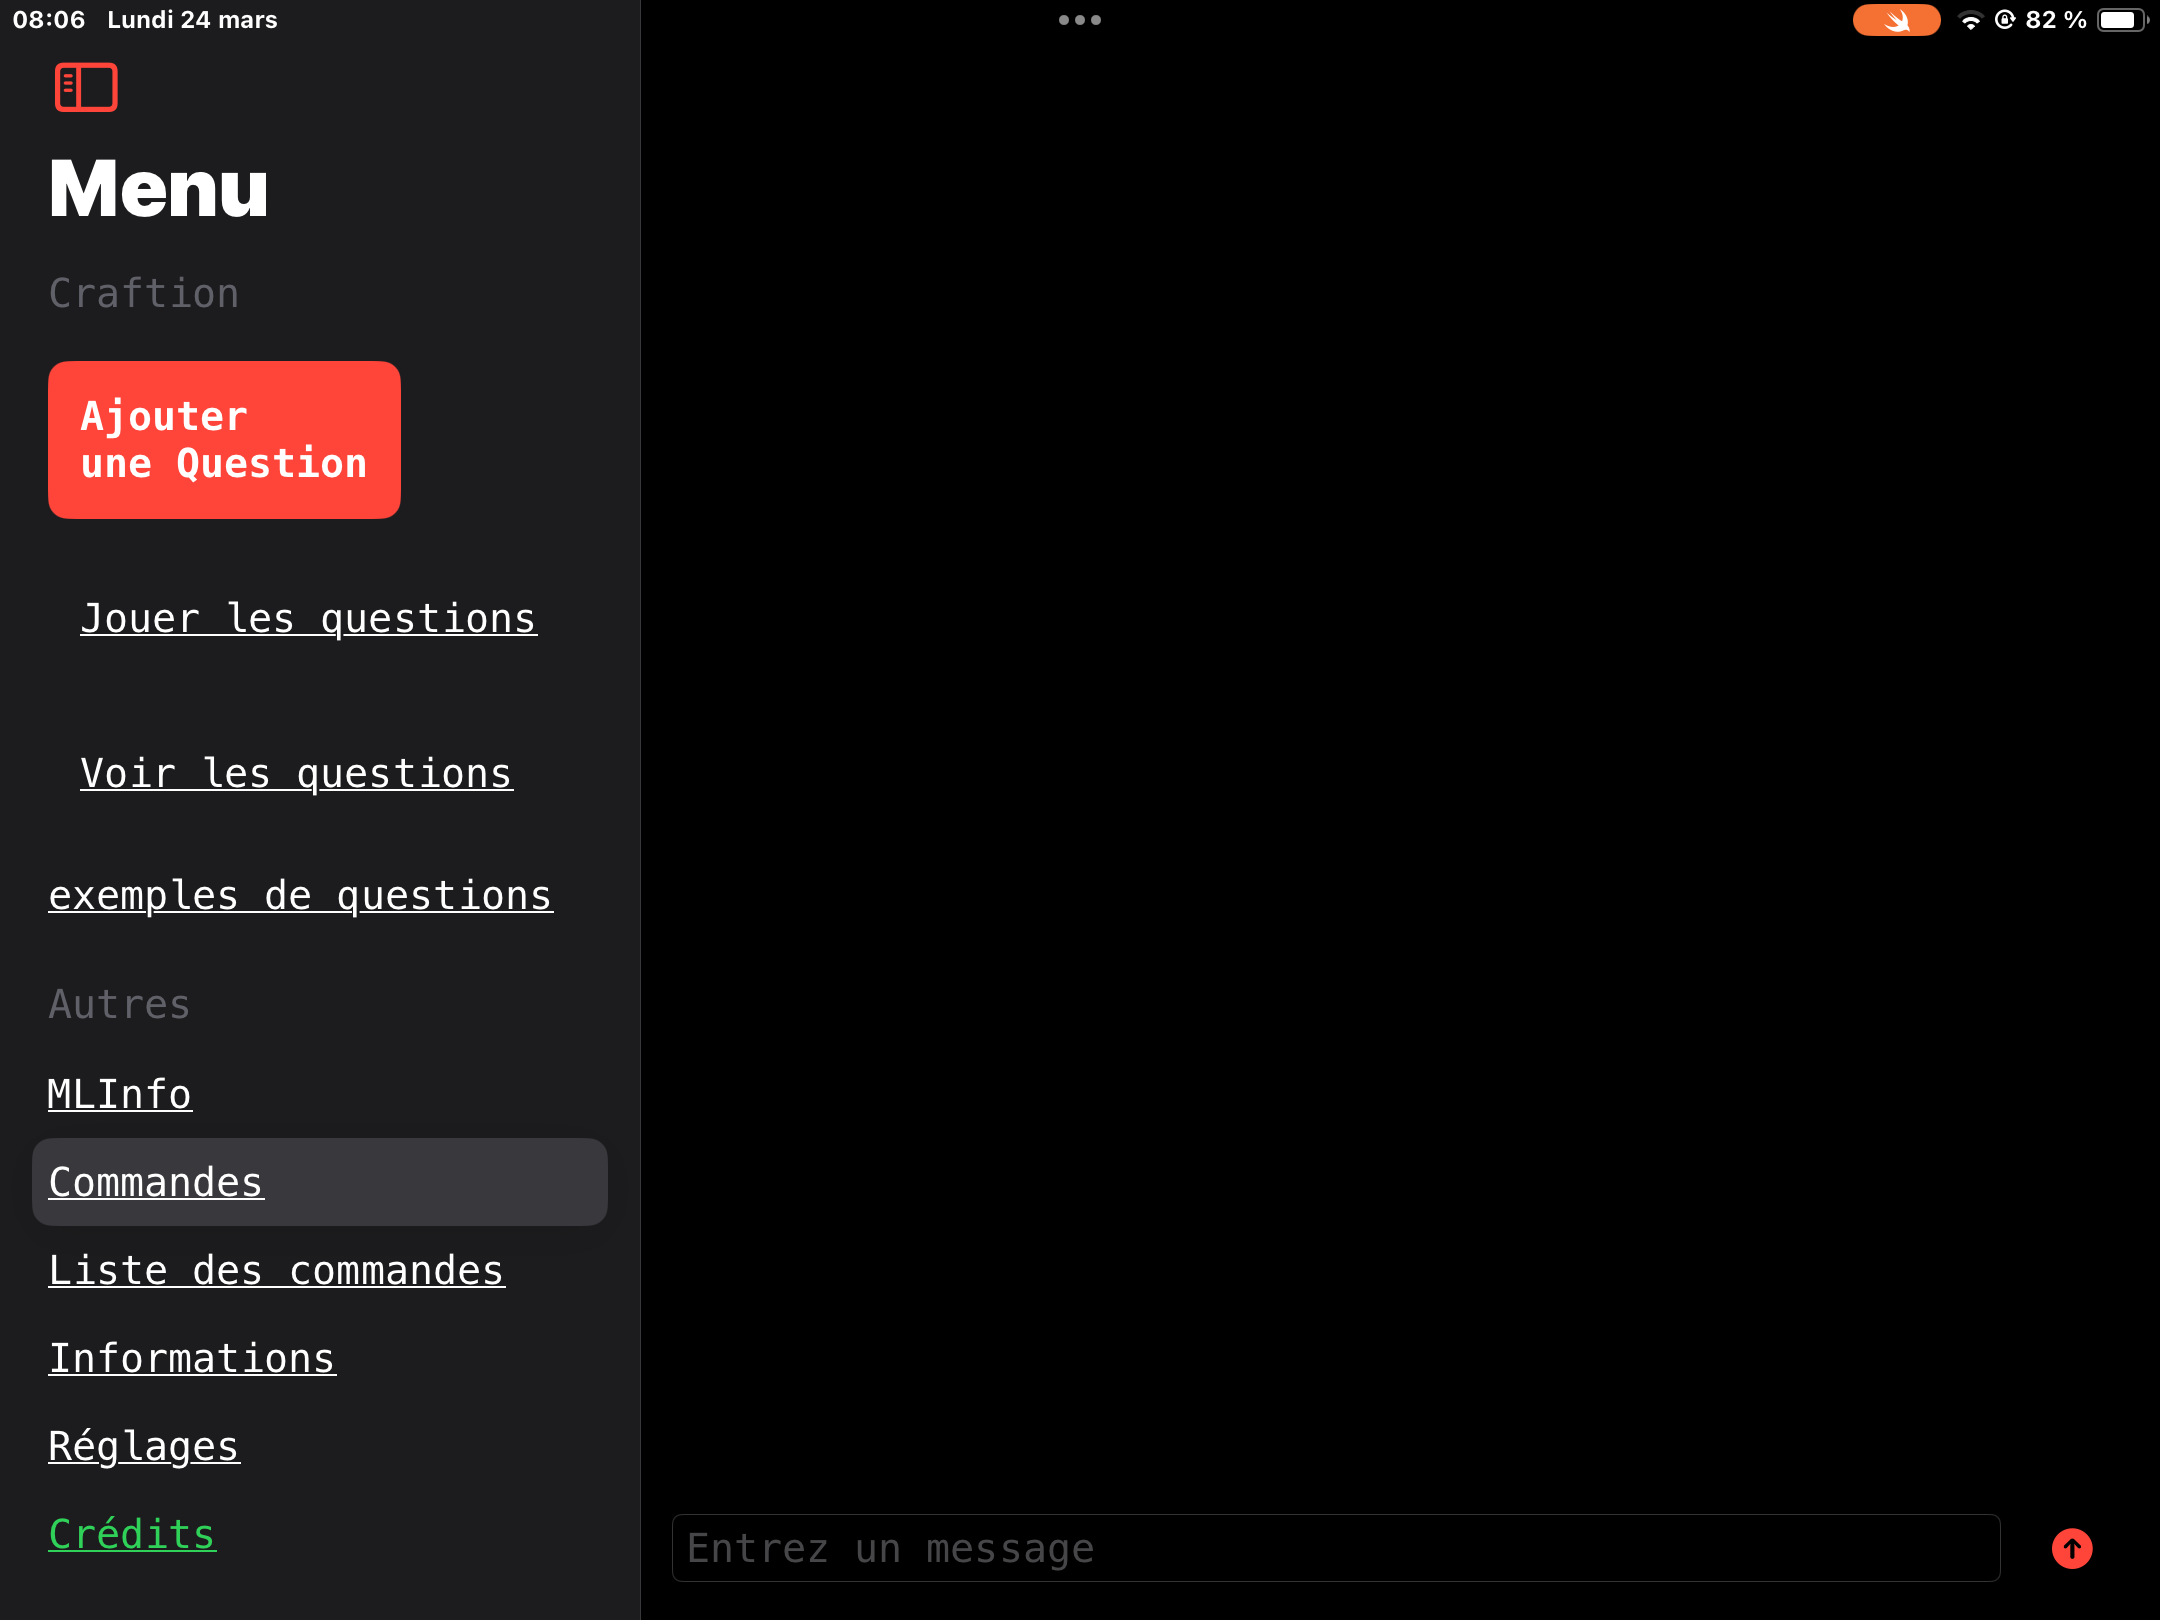 08:06 Lundi 24 mars
82 %
Menu
Craftion
Ajouter
une Question
Jouer les questions
Voir les questions
exemples de questions
Autres
MLInfo
Commandes
Liste des commandes
Informations
Réglages
Crédits
Entrez un message